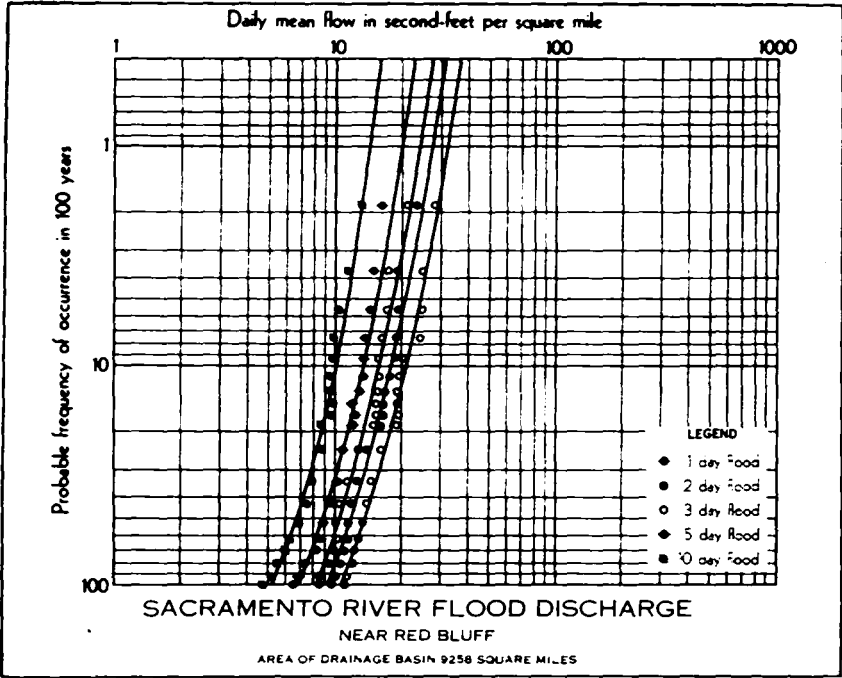 Daily mean flow in second-feet per square mile
1 10 100 1000
Probable frequency of occurrence in 100 years
1
10
100
LEGEND
1 day flood
2 day flood
3 day flood
5 day flood
10 day flood
SACRAMENTO RIVER FLOOD DISCHARGE
NEAR RED BLUFF
AREA OF DRAINAGE BASIN 9258 SQUARE MILES